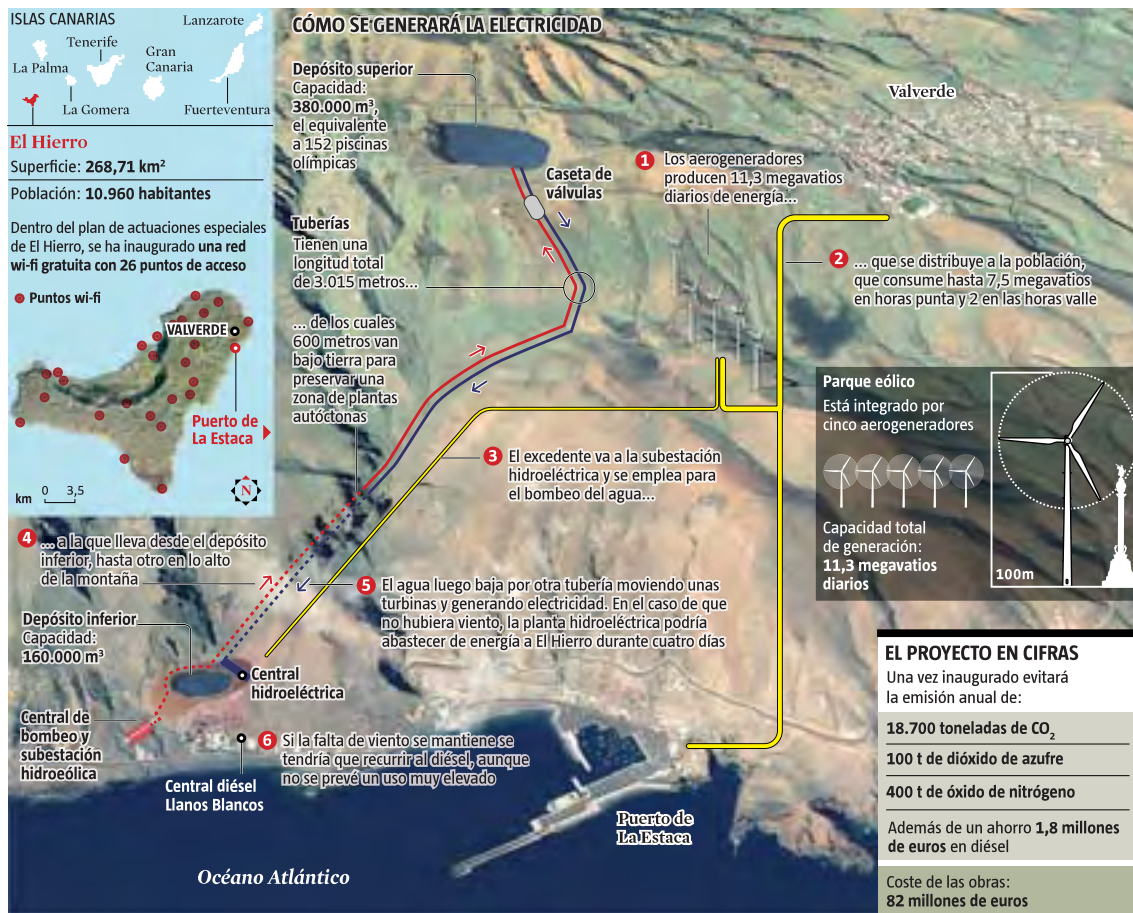 ISLAS CANARIAS
Lanzarote
Tenerife
Gran
Canaria
La Palma
La Gomera
Fuerteventura
El Hierro
Superficie: 268,71 km²
Población: 10.960 habitantes
Dentro del plan de actuaciones especiales
de El Hierro, se ha inaugurado una red
wi-fi gratuita con 26 puntos de acceso
Puntos wi-fi
VALVERDE
Puerto de
La Estaca
km 0 3,5
N
CÓMO SE GENERARÁ LA ELECTRICIDAD
Depósito superior
Capacidad:
380.000 m³,
el equivalente
a 152 piscinas
olímpicas
Caseta de
válvulas
Valverde
1 Los aerogeneradores
producen 11,3 megavatios
diarios de energía...
Tuberías
Tienen una
longitud total
de 3.015 metros...
2 ... que se distribuye a la población,
que consume hasta 7,5 megavatios
en horas punta y 2 en las horas valle
... de los cuales
600 metros van
bajo tierra para
preservar una
zona de plantas
autóctonas
Parque eólico
Está integrado por
cinco aerogeneradores
Capacidad total
de generación:
11,3 megavatios
diarios
100m
3 El excedente va a la subestación
hidroeléctrica y se emplea para
el bombeo del agua...
4 ... a la que lleva desde el depósito
inferior, hasta otro en lo alto
de la montaña
5 El agua luego baja por otra tubería moviendo unas
turbinas y generando electricidad. En el caso de que
no hubiera viento, la planta hidroeléctrica podría
abastecer de energía a El Hierro durante cuatro días
Depósito inferior
Capacidad:
160.000 m³
Central
hidroeléctrica
Central de
bombeo y
subestación
hidroeólica
6 Si la falta de viento se mantiene se
tendría que recurrir al diésel, aunque
no se prevé un uso muy elevado
Central diésel
Llanos Blancos
Puerto de
La Estaca
Océano Atlántico
EL PROYECTO EN CIFRAS
Una vez inaugurado evitará
la emisión anual de:
18.700 toneladas de CO₂
100 t de dióxido de azufre
400 t de óxido de nitrógeno
Además de un ahorro 1,8 millones
de euros en diésel
Coste de las obras:
82 millones de euros